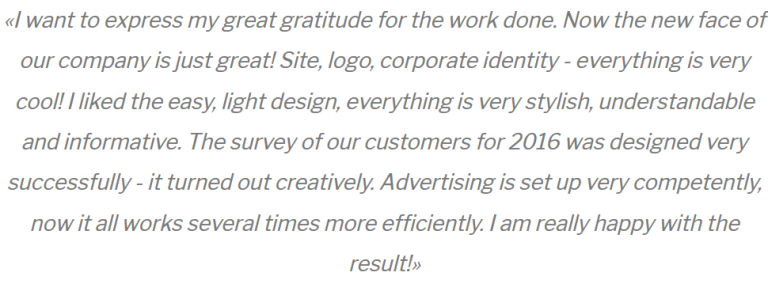 «I want to express my great gratitude for the work done. Now the new face of
our company is just great! Site, logo, corporate identity - everything is very
cool! I liked the easy, light design, everything is very stylish, understandable
and informative. The survey of our customers for 2016 was designed very
successfully - it turned out creatively. Advertising is set up very competently,
now it all works several times more efficiently. I am really happy with the
result!»